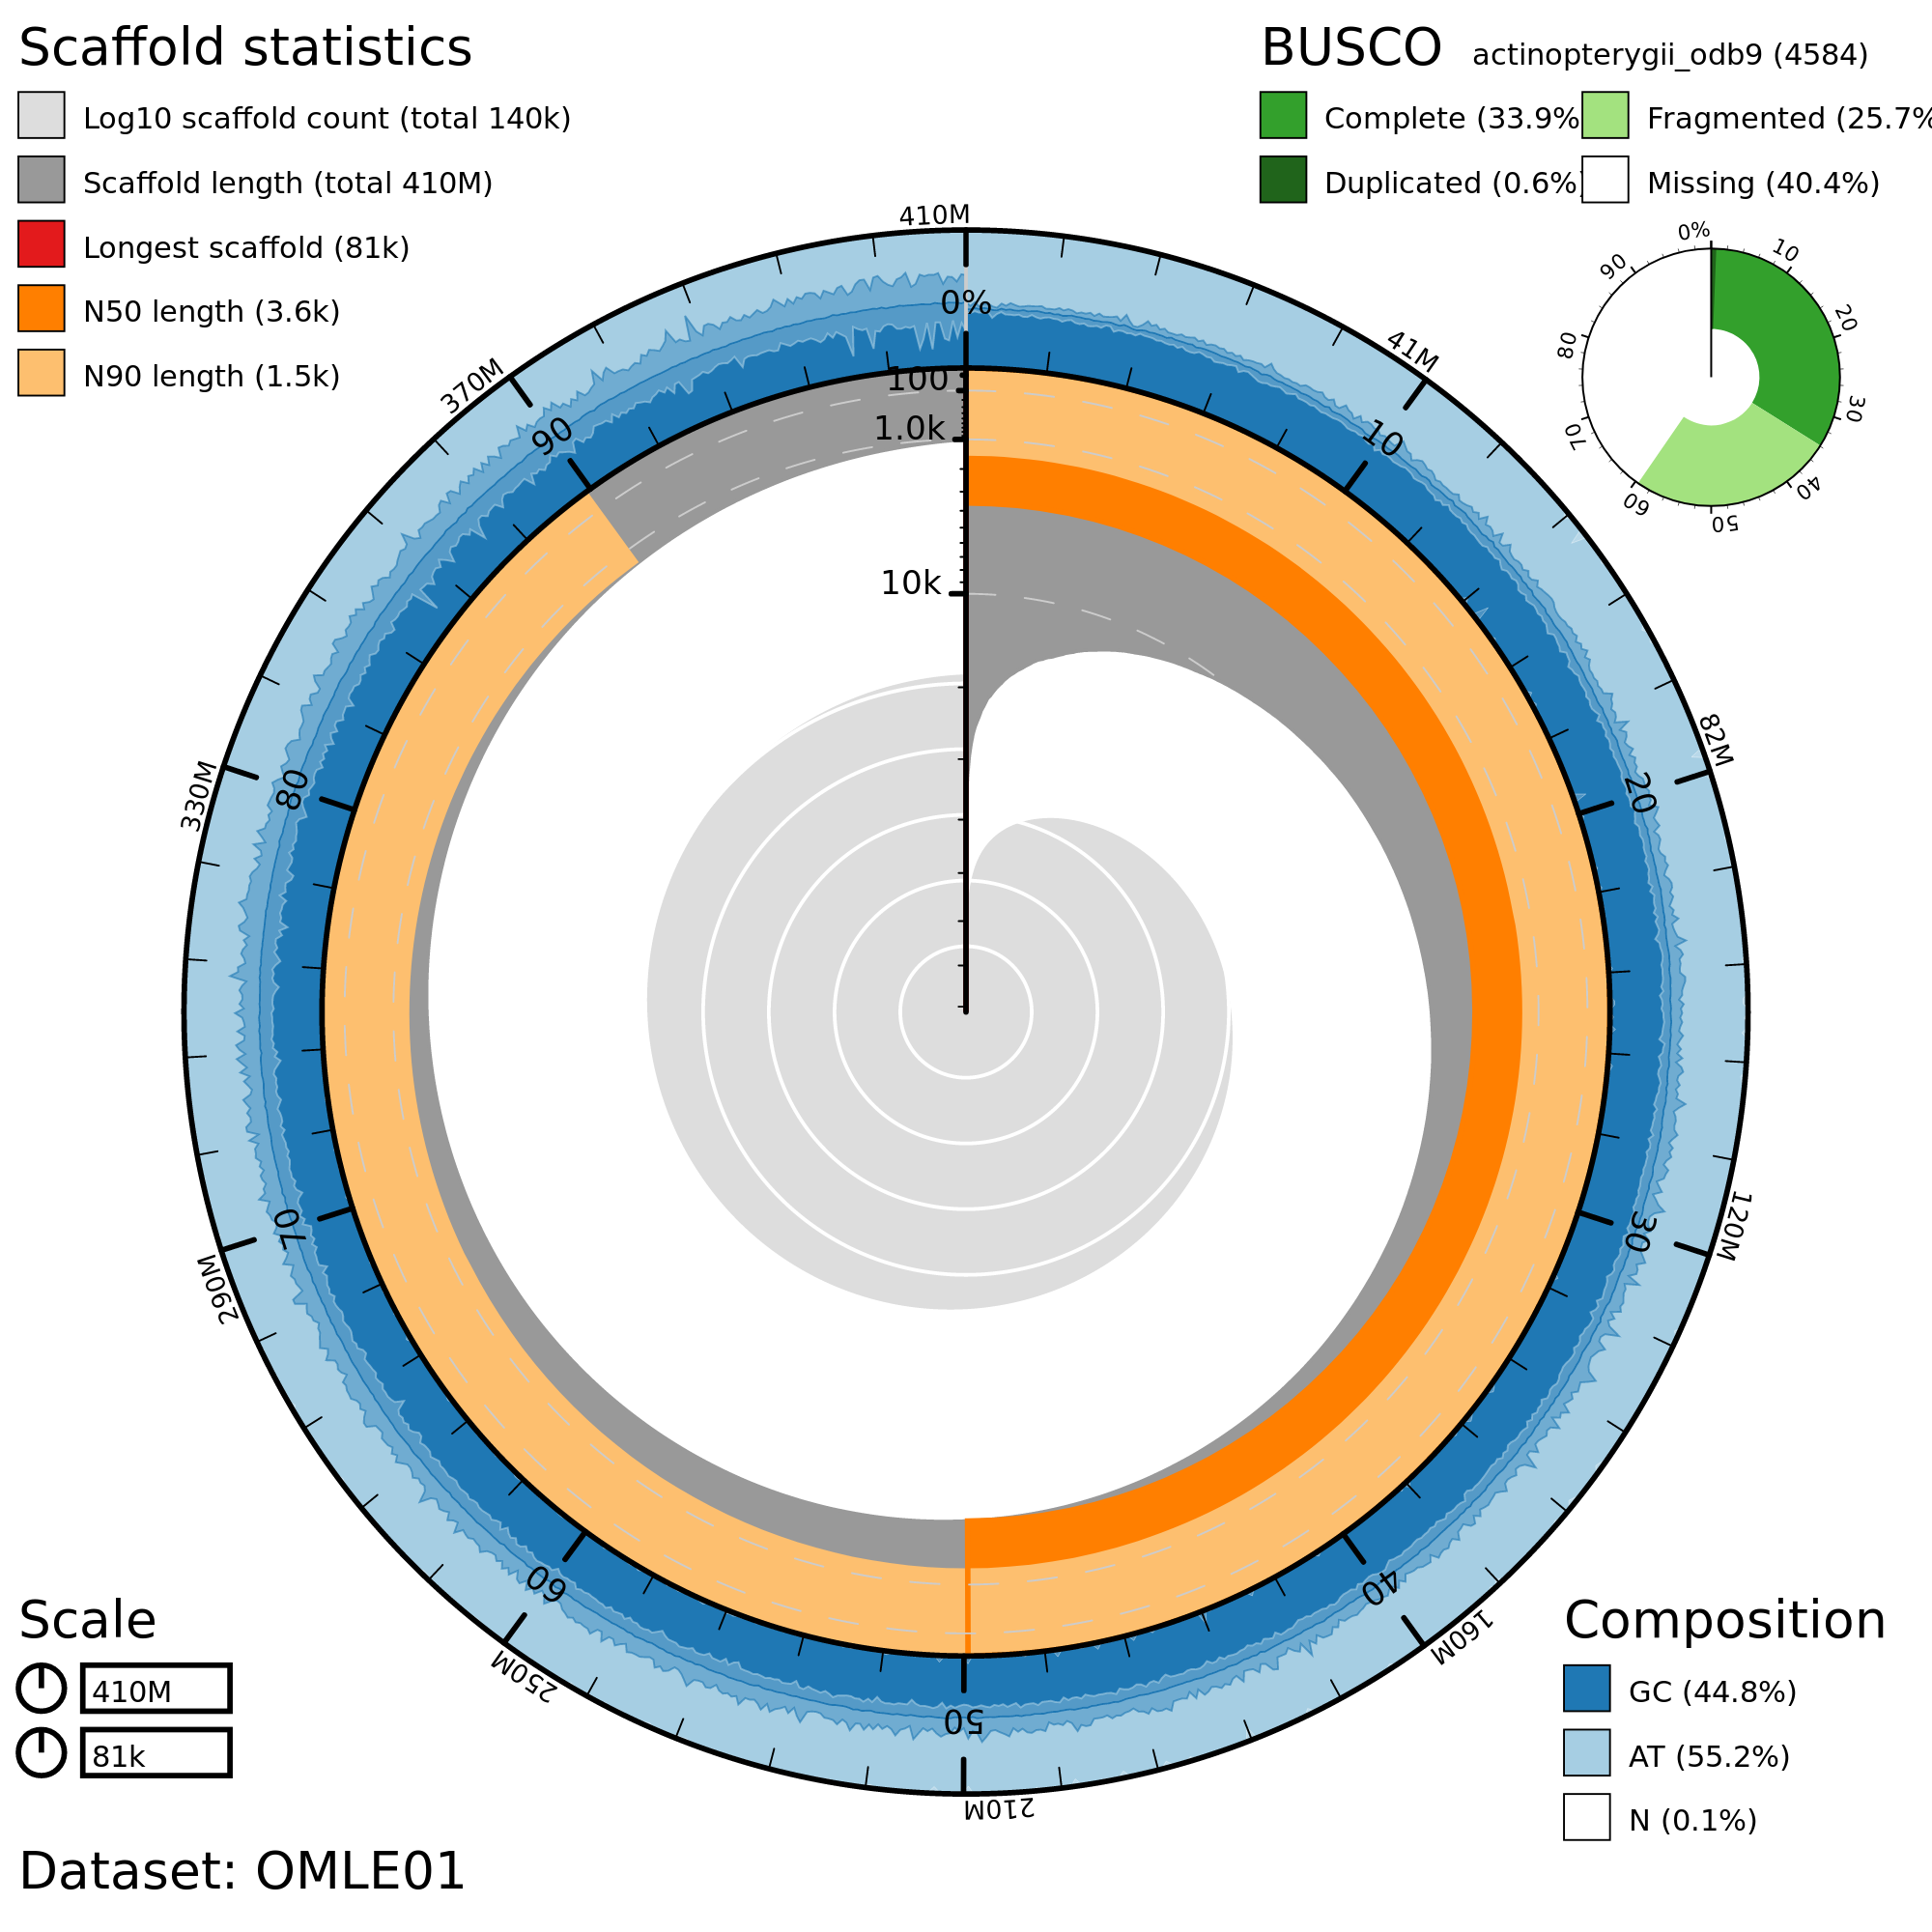 Scaffold statistics
Log10 scaffold count (total 140k)
Scaffold length (total 410M)
Longest scaffold (81k)
N50 length (3.6k)
N90 length (1.5k)
BUSCO actinopterygii_odb9 (4584)
Complete (33.9%
Fragmented (25.7%
Duplicated (0.6%)
Missing (40.4%)
0%
10
20
30
40
50
60
70
80
90
410M
41M
82M
120M
160M
210M
250M
290M
330M
370M
0%
10
20
30
40
50
60
70
80
90
100
1.0k
10k
Scale
410M
81k
Composition
GC (44.8%)
AT (55.2%)
N (0.1%)
Dataset: OMLE01